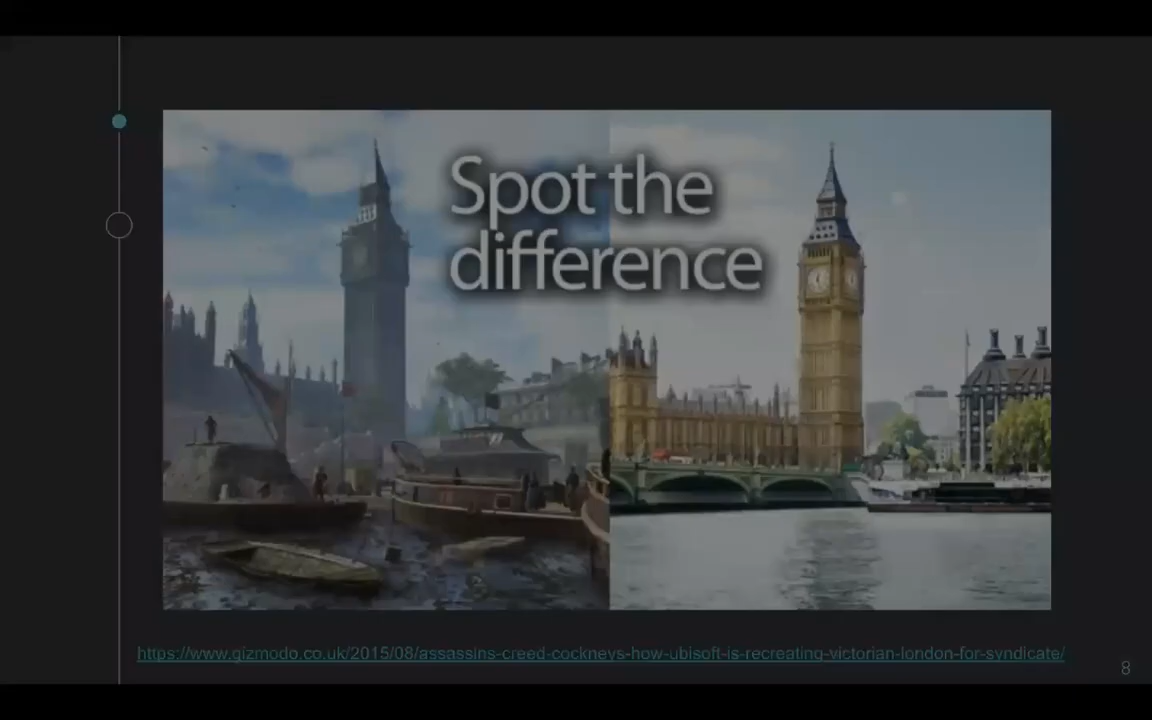 Spot the
difference
https://www.gizmodo.co.uk/2015/08/assassins-creed-cockneys-how-ubisoft-is-recreating-victorian-london-for-syndicate/
8